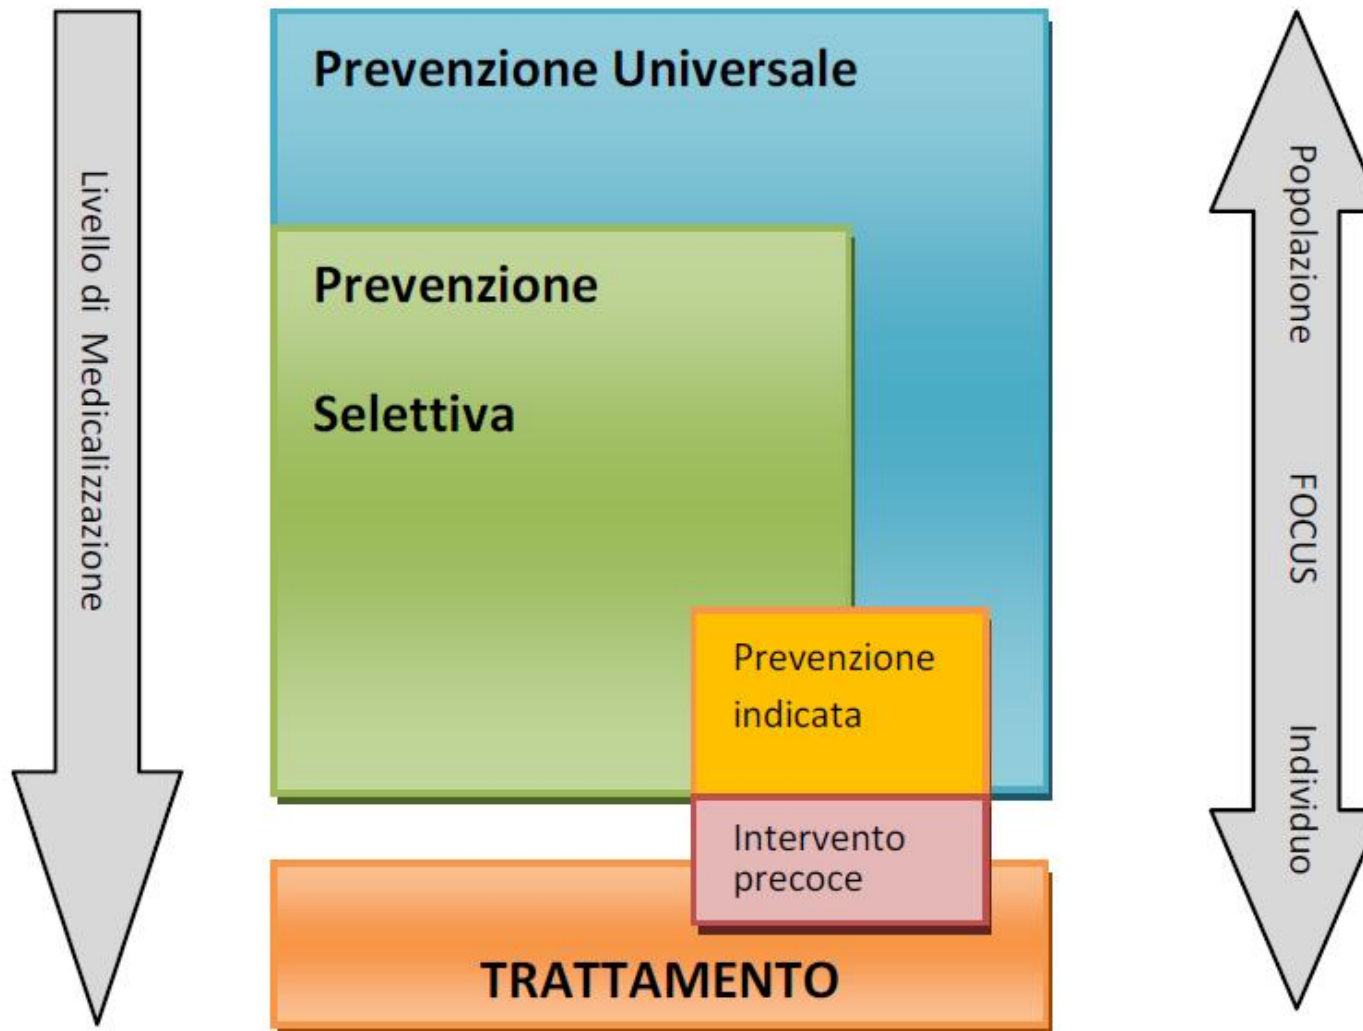 Livello di Medicalizzazione
Prevenzione Universale
Prevenzione
Selettiva
Prevenzione
indicata
Intervento
precoce
TRATTAMENTO
Popolazione
FOCUS
Individuo